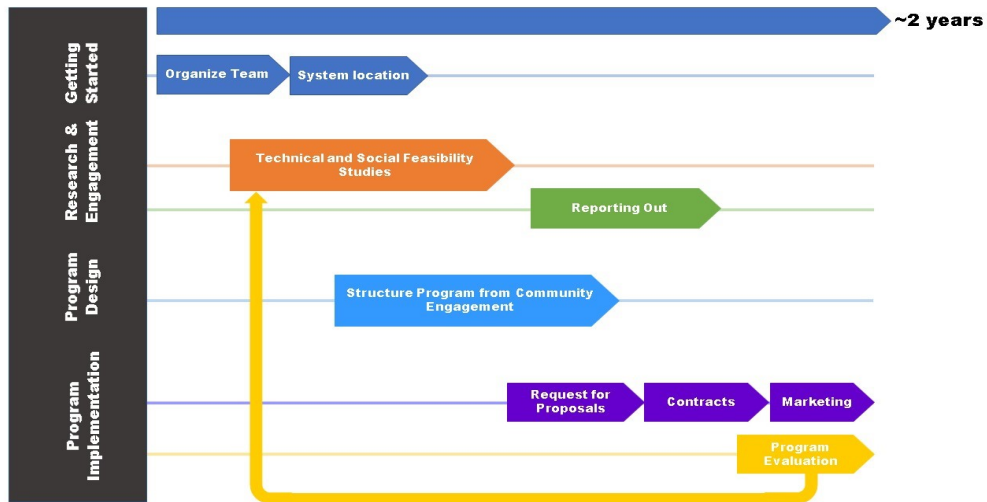 ~2 years
Getting
Started
Organize Team
System location
Research &
Engagement
Technical and Social Feasibility
Studies
Reporting Out
Program
Design
Structure Program from Community
Engagement
Program
Implementation
Request for
Proposals
Contracts
Marketing
Program
Evaluation